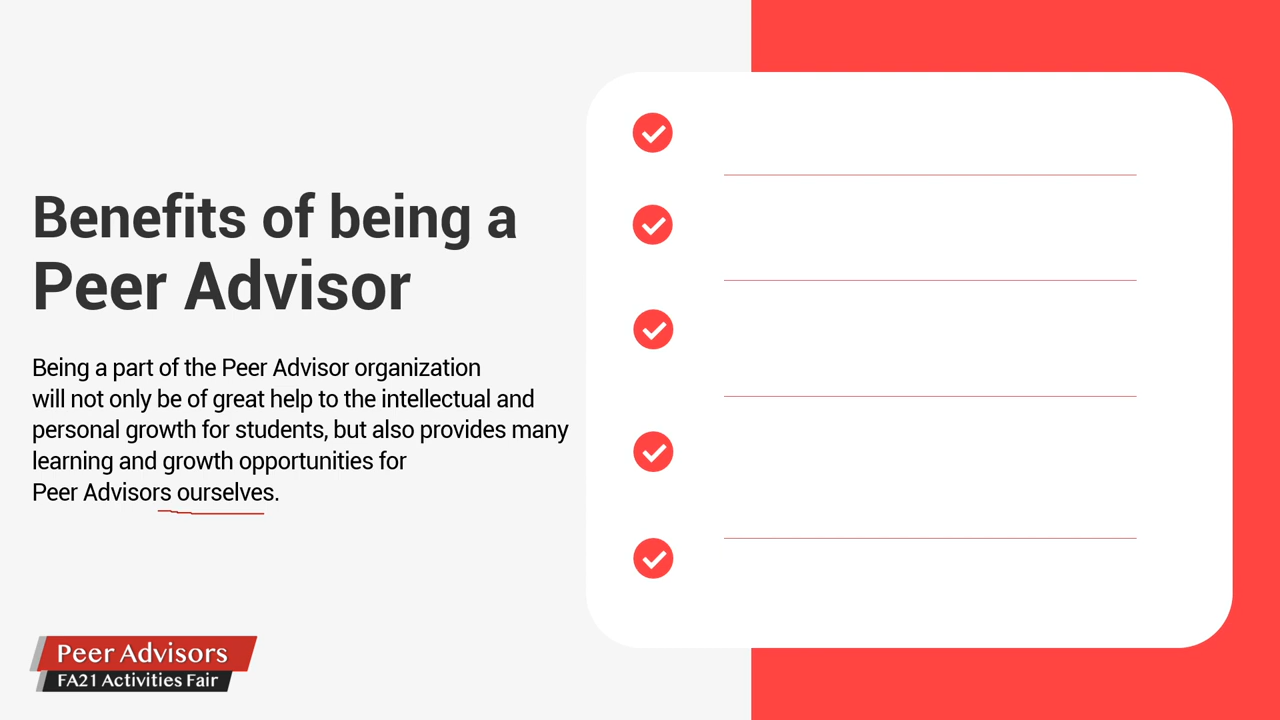 Benefits of being a
Peer Advisor
Being a part of the Peer Advisor organization
will not only be of great help to the intellectual and
personal growth for students, but also provides many
learning and growth opportunities for
Peer Advisors ourselves.
Peer Advisors
FA21 Activities Fair